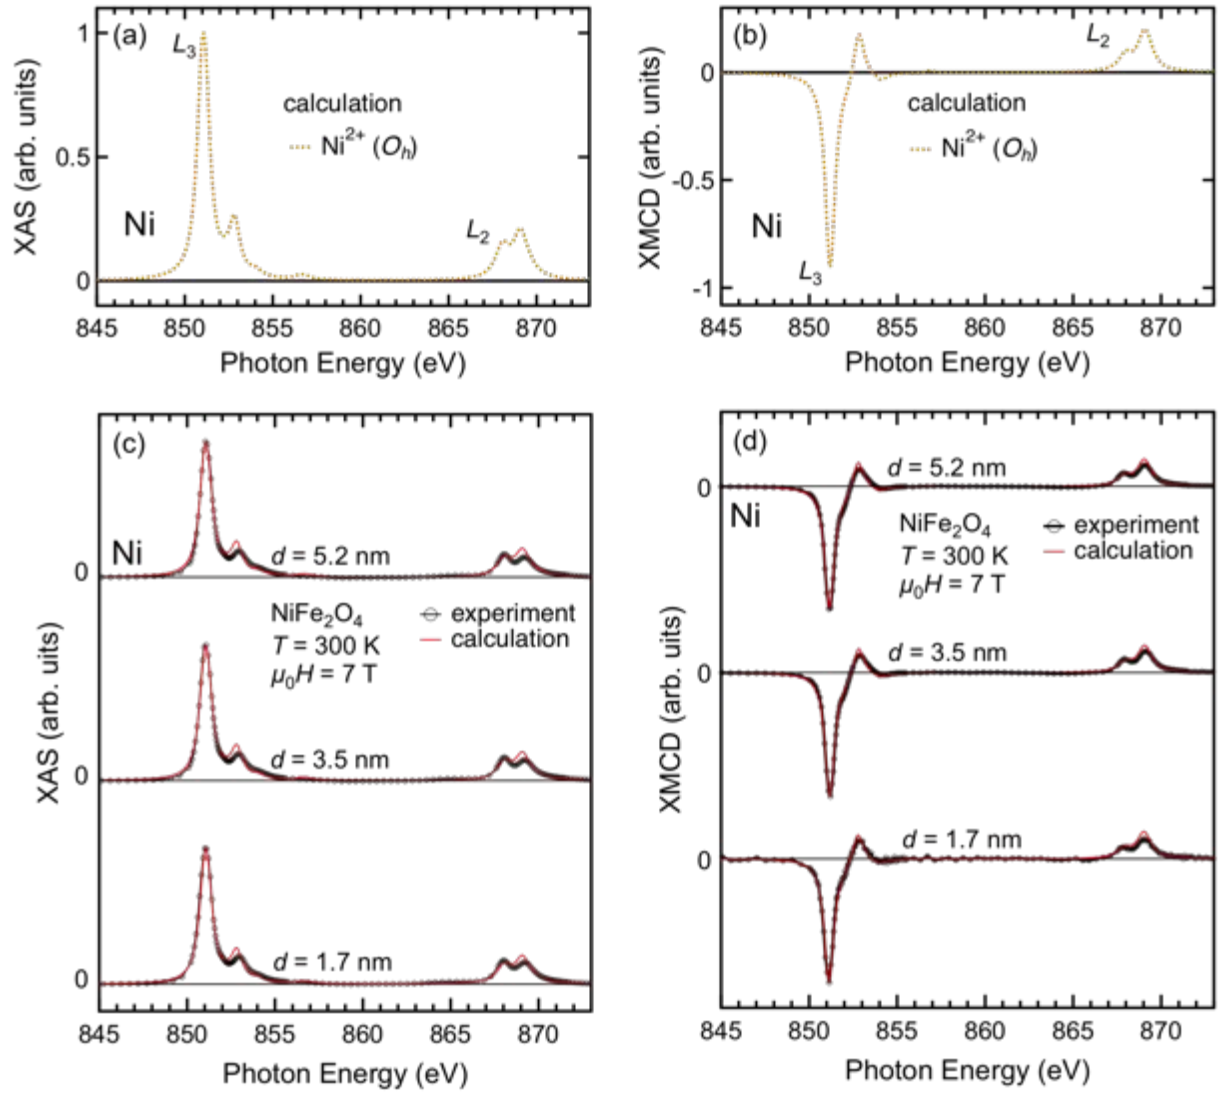 (a)
L3
1
0.5
0
XAS (arb. units)
calculation
Ni2+ (Oh)
Ni
L2
845 850 855 860 865 870
Photon Energy (eV)
(b)
L2
0
-0.5
-1
XMCD (arb. units)
calculation
Ni2+ (Oh)
Ni
L3
845 850 855 860 865 870
Photon Energy (eV)
(c)
Ni
d = 5.2 nm
0
NiFe2O4
T = 300 K
μ0H = 7 T
experiment
calculation
XAS (arb. uits)
d = 3.5 nm
0
d = 1.7 nm
0
845 850 855 860 865 870
Photon Energy (eV)
(d)
d = 5.2 nm
0
Ni
NiFe2O4
T = 300 K
μ0H = 7 T
experiment
calculation
XMCD (arb. uits)
d = 3.5 nm
0
d = 1.7 nm
0
845 850 855 860 865 870
Photon Energy (eV)